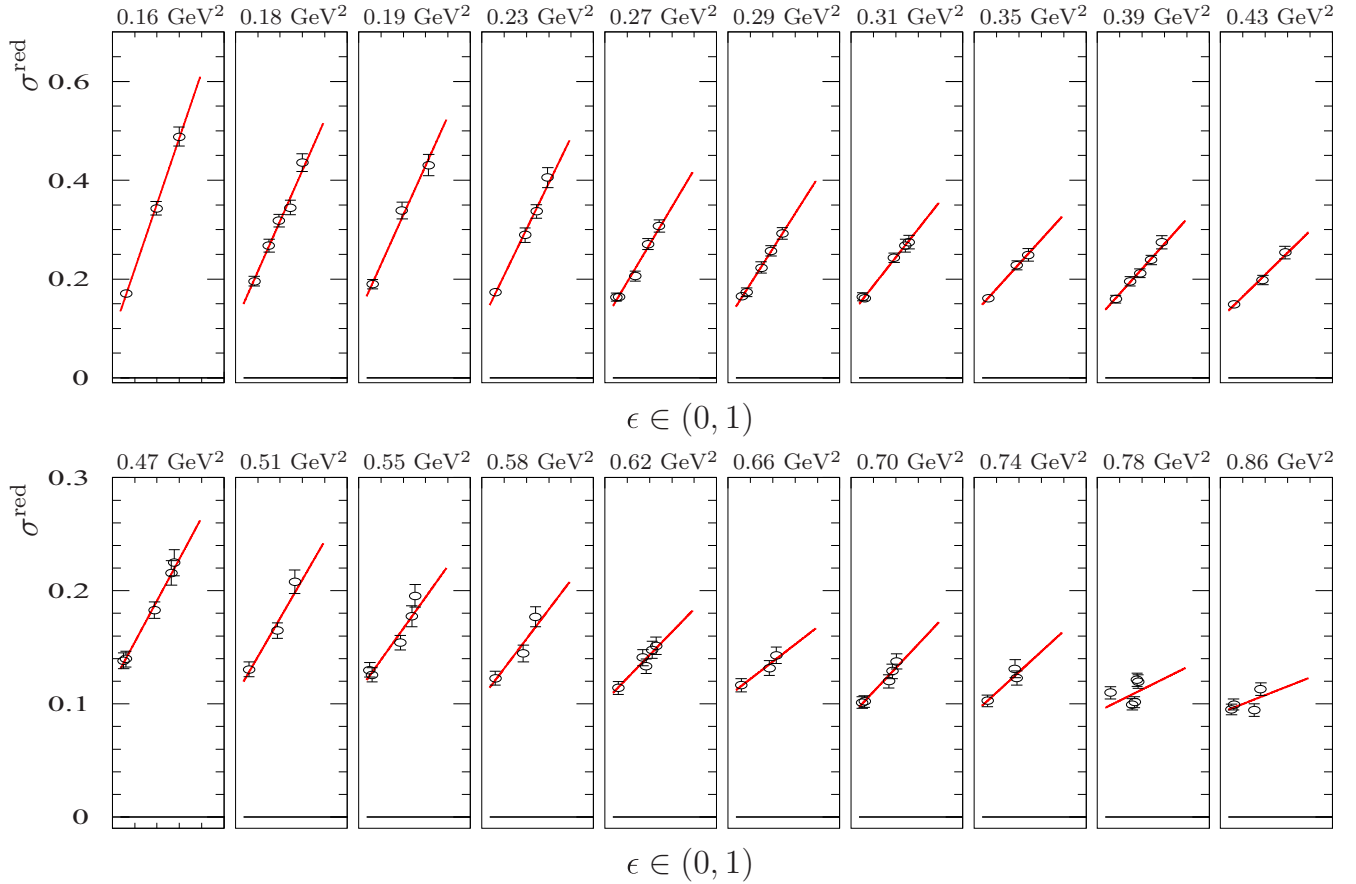 0.16 GeV² 0.18 GeV² 0.19 GeV² 0.23 GeV² 0.27 GeV² 0.29 GeV² 0.31 GeV² 0.35 GeV² 0.39 GeV² 0.43 GeV²
σ^red
0.6
0.4
0.2
0
ϵ ∈ (0, 1)
0.47 GeV² 0.51 GeV² 0.55 GeV² 0.58 GeV² 0.62 GeV² 0.66 GeV² 0.70 GeV² 0.74 GeV² 0.78 GeV² 0.86 GeV²
0.3
σ^red
0.2
0.1
0
ϵ ∈ (0, 1)